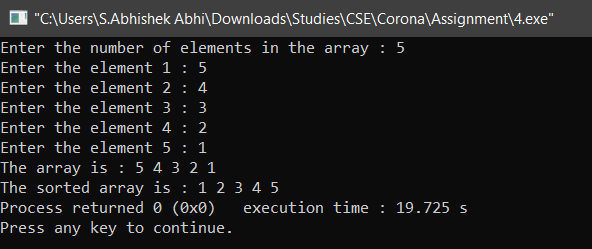 "C:\Users\S.Abhishek Abhi\Downloads\Studies\CSE\Corona\Assignment\4.exe"
Enter the number of elements in the array : 5
Enter the element 1 : 5
Enter the element 2 : 4
Enter the element 3 : 3
Enter the element 4 : 2
Enter the element 5 : 1
The array is : 5 4 3 2 1
The sorted array is : 1 2 3 4 5
Process returned 0 (0x0)   execution time : 19.725 s
Press any key to continue.